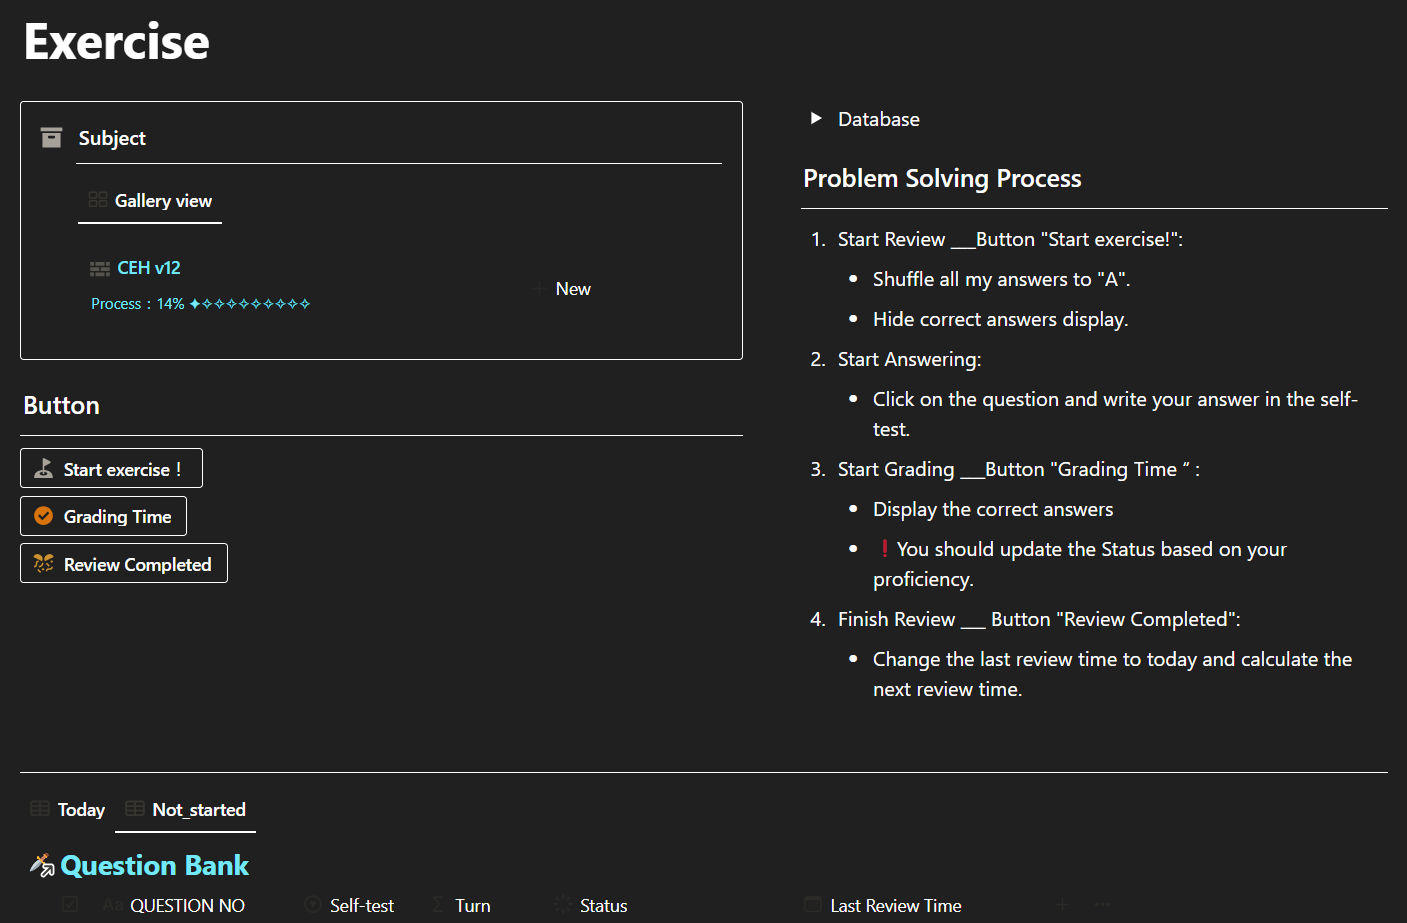 Exercise
Subject
Gallery view
CEH v12
Process : 14% ✦✧✧✧✧✧✧✧✧✧
New
Button
Start exercise !
Grading Time
Review Completed
Database
Problem Solving Process
1. Start Review ___Button "Start exercise!":
• Shuffle all my answers to "A".
• Hide correct answers display.
2. Start Answering:
• Click on the question and write your answer in the self-
test.
3. Start Grading ___Button "Grading Time “ :
• Display the correct answers
• ❗You should update the Status based on your
proficiency.
4. Finish Review ___ Button "Review Completed":
• Change the last review time to today and calculate the
next review time.
Today Not_started
Question Bank
Aa QUESTION NO Self-test Σ Turn Status Last Review Time + ...